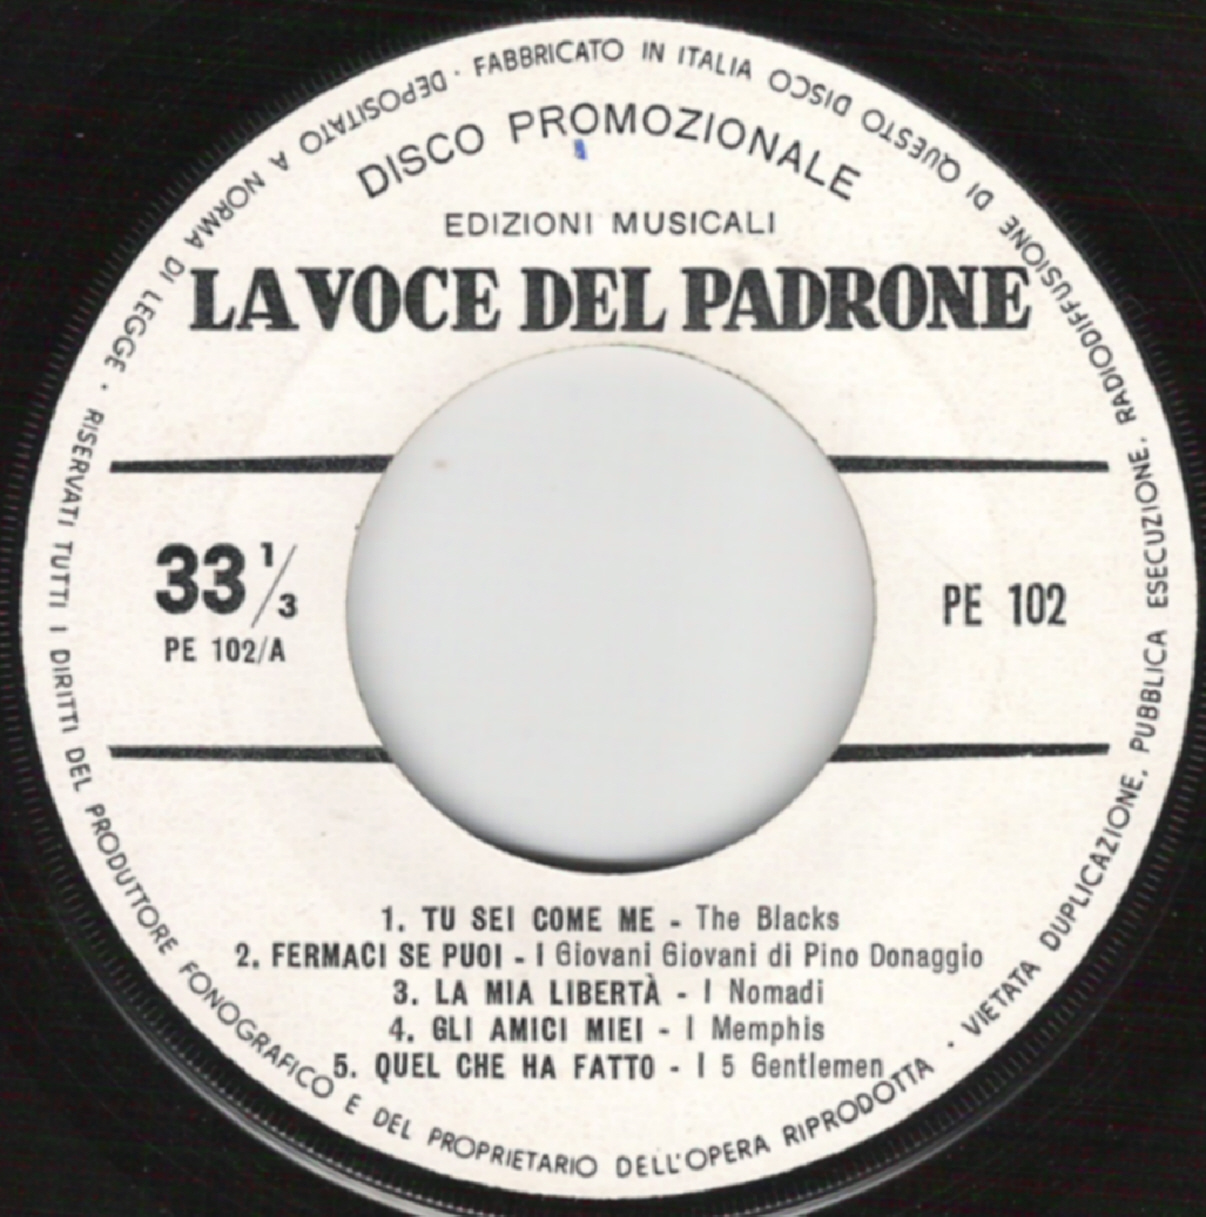 FABBRICATO IN ITALIA
DISCO PROMOZIONALE
EDIZIONI MUSICALI
LA VOCE DEL PADRONE
33 1/3
PE 102/A
PE 102
1. TU SEI COME ME - The Blacks
2. FERMACI SE PUOI - I Giovani Giovani di Pino Donaggio
3. LA MIA LIBERTÀ - I Nomadi
4. GLI AMICI MIEI - I Memphis
5. QUEL CHE HA FATTO - I 5 Gentlemen
DEPOSITATO A NORMA DI LEGGE · RISERVATI TUTTI I DIRITTI DEL PRODUTTORE FONOGRAFICO E DEL PROPRIETARIO DELL'OPERA RIPRODOTTA · VIETATA DUPLICAZIONE, PUBBLICA ESECUZIONE, RADIODIFFUSIONE DI QUESTO DISCO